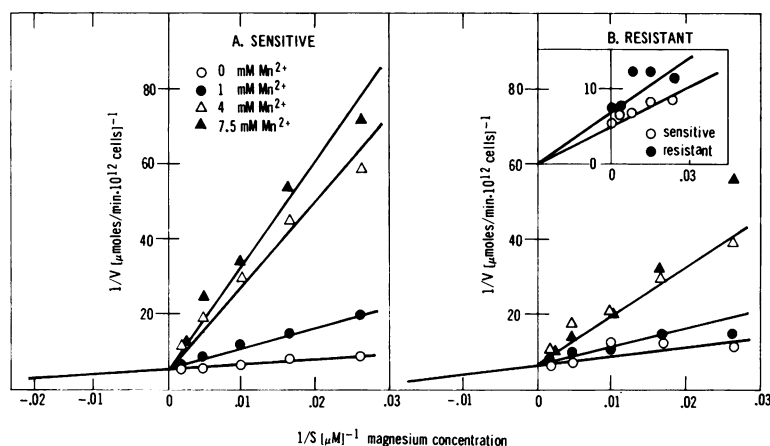 A. SENSITIVE
○ 0 mM Mn2+
● 1 mM Mn2+
△ 4 mM Mn2+
▲ 7.5 mM Mn2+
1/V [μmoles/min·10^12 cells]^-1
80
60
40
20
-.02
-.01
0
.01
.02
.03
B. RESISTANT
10
0
0
.03
○ sensitive
● resistant
1/V [μmoles/min·10^12 cells]^-1
80
60
40
20
-.01
0
.01
.02
.03
1/S [μM]^-1 magnesium concentration